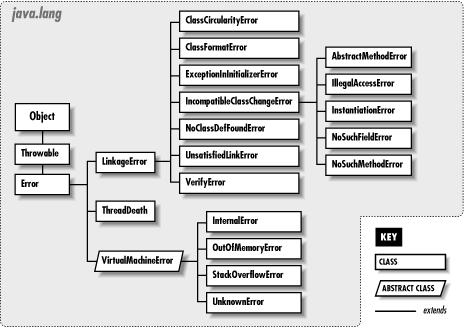 java.lang
ClassCircularityError
ClassFormatError
ExceptionInInitializerError
IncompatibleClassChangeError
NoClassDefFoundError
UnsatisfiedLinkError
VerifyError
AbstractMethodError
IllegalAccessError
InstantiationError
NoSuchFieldError
NoSuchMethodError
Object
Throwable
Error
LinkageError
ThreadDeath
VirtualMachineError
InternalError
OutOfMemoryError
StackOverflowError
UnknownError
KEY
CLASS
ABSTRACT CLASS
extends